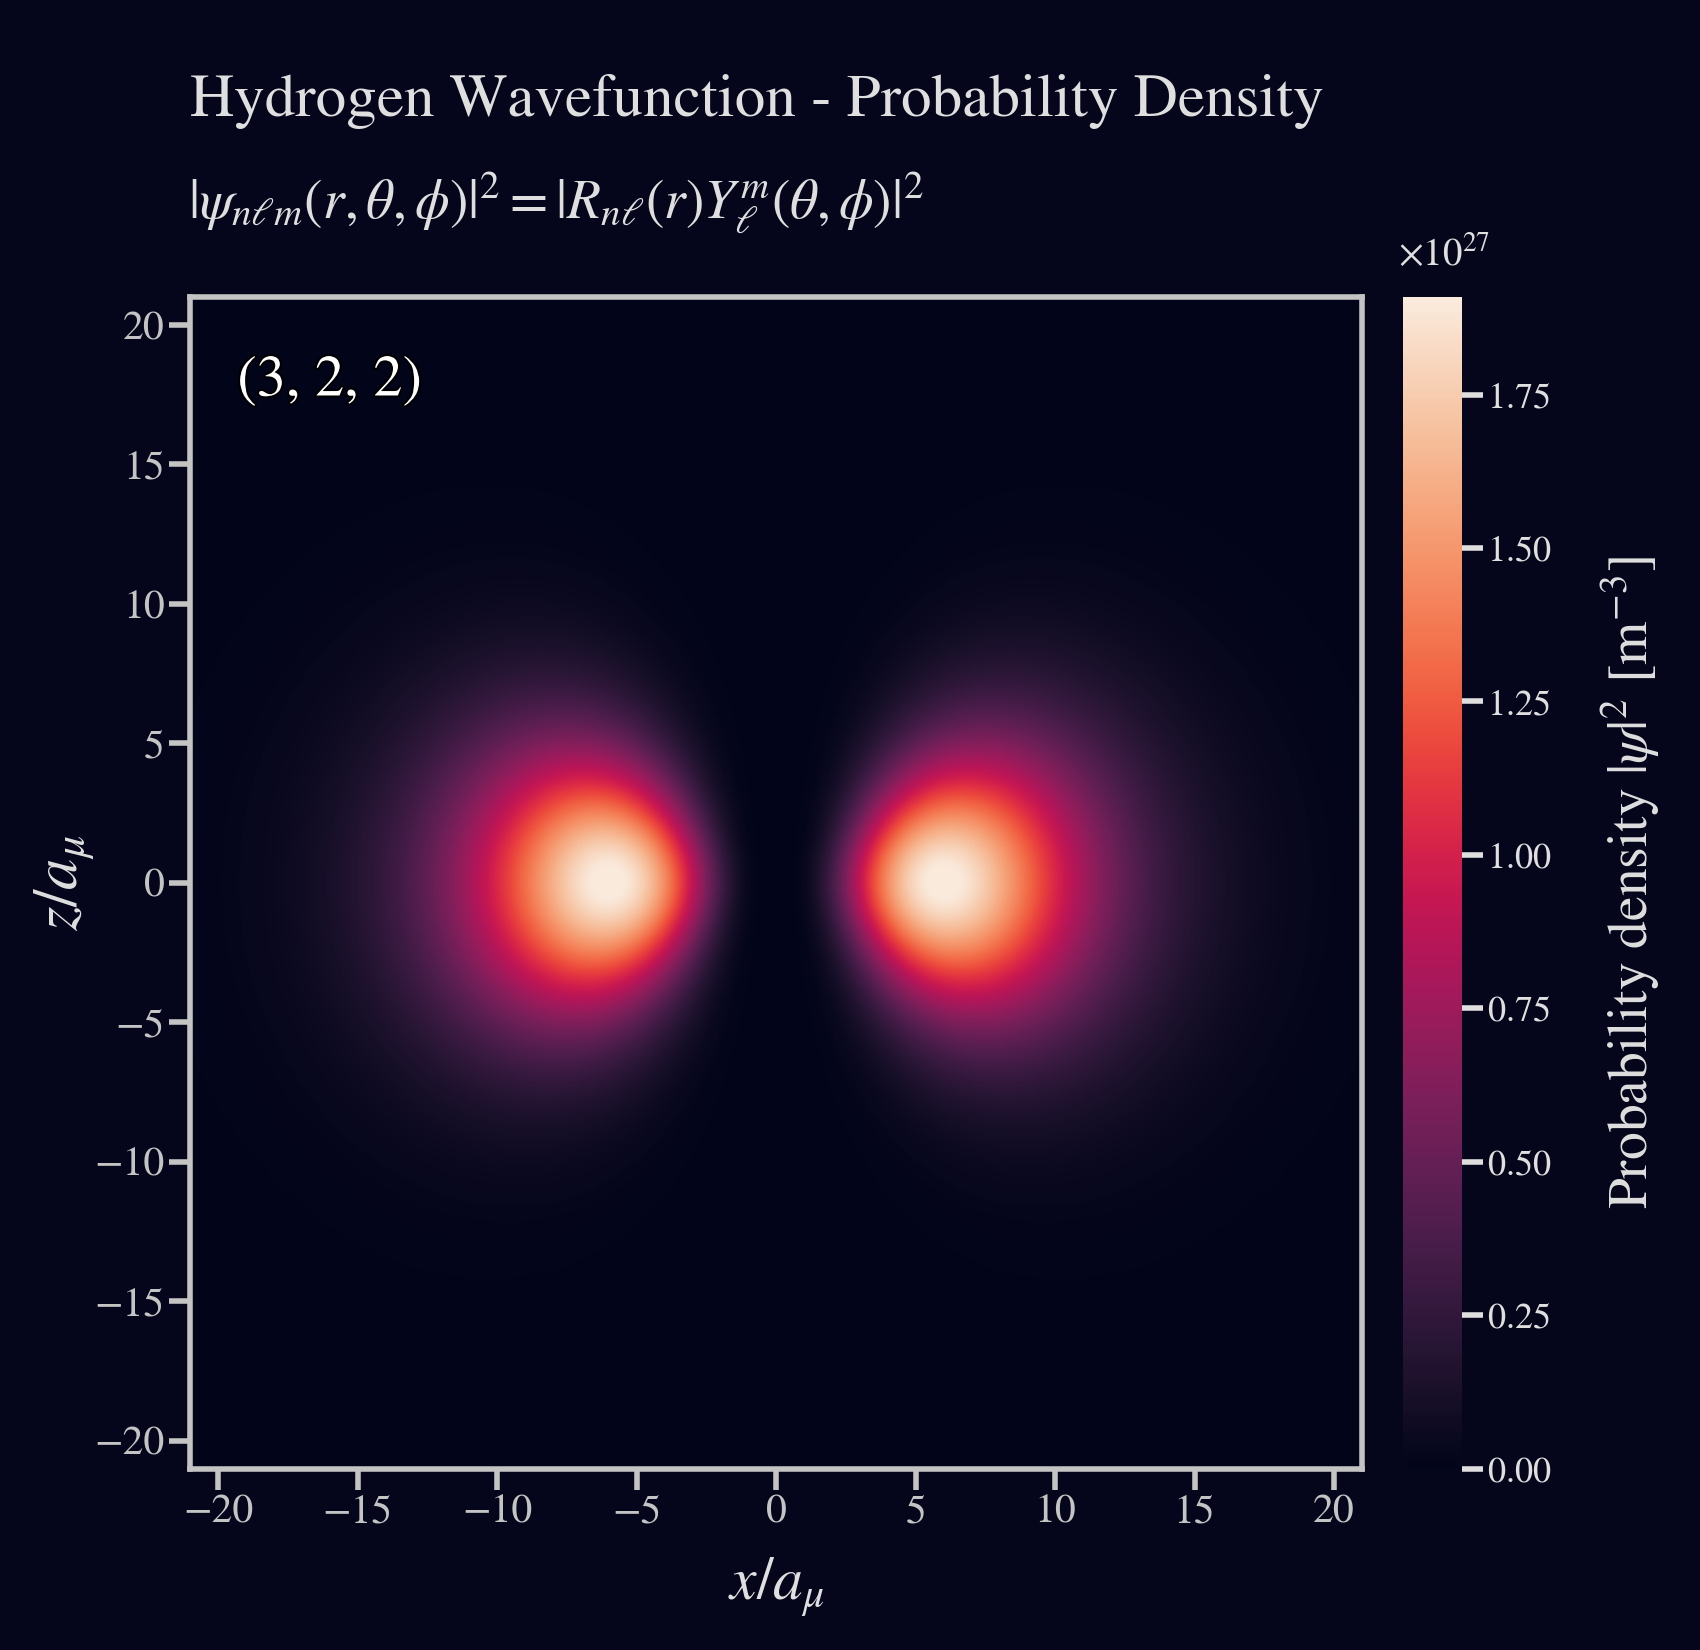 Hydrogen Wavefunction - Probability Density
|ψₙℓₘ(r, θ, ϕ)|² = |Rₙℓ(r)Yℓᵐ(θ, ϕ)|²
×10²⁷
(3, 2, 2)
20
15
10
5
0
−5
−10
−15
−20
z/a_μ
−20 −15 −10 −5 0 5 10 15 20
x/a_μ
1.75
1.50
1.25
1.00
0.75
0.50
0.25
0.00
Probability density |ψ|² [m⁻³]